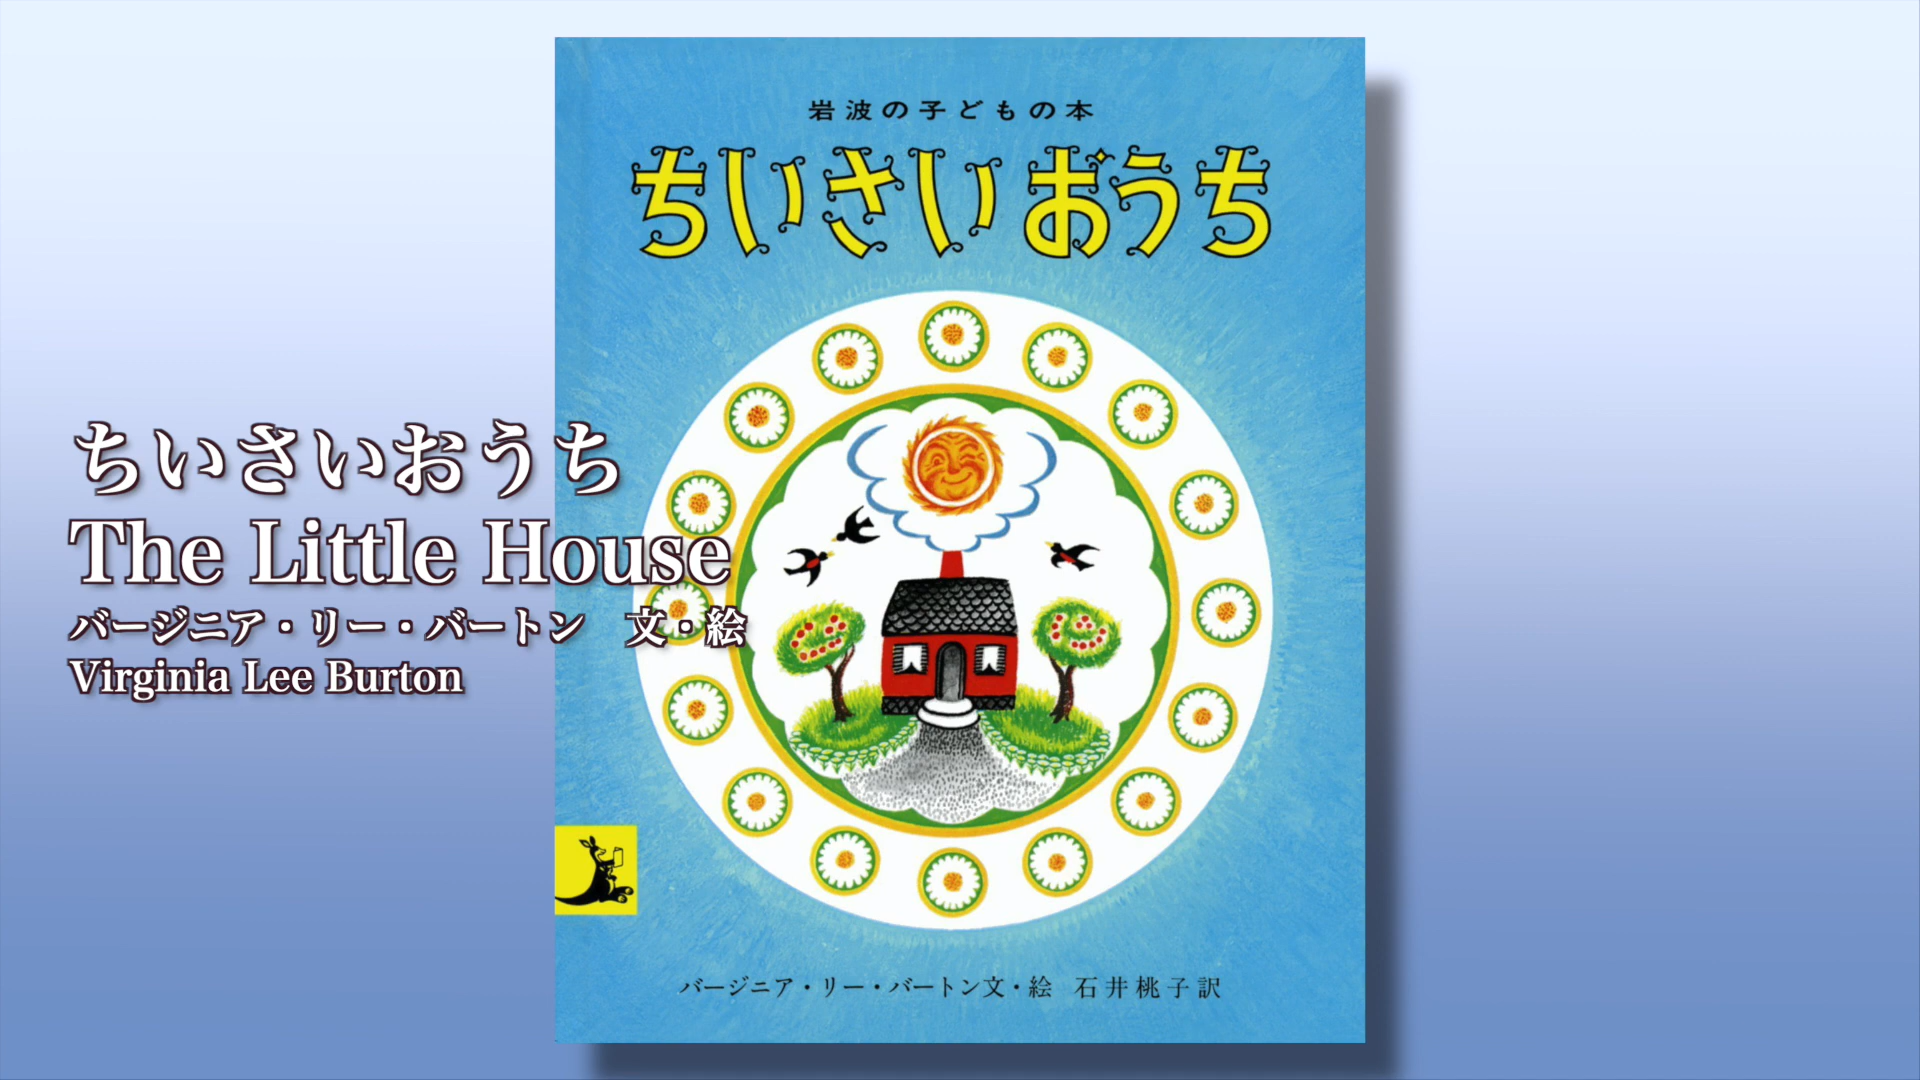 岩波の子どもの本
ちいさいおうち
ちいさいおうち
The Little House
バージニア・リー・バートン　文・絵
Virginia Lee Burton
バージニア・リー・バートン文・絵 石井桃子訳